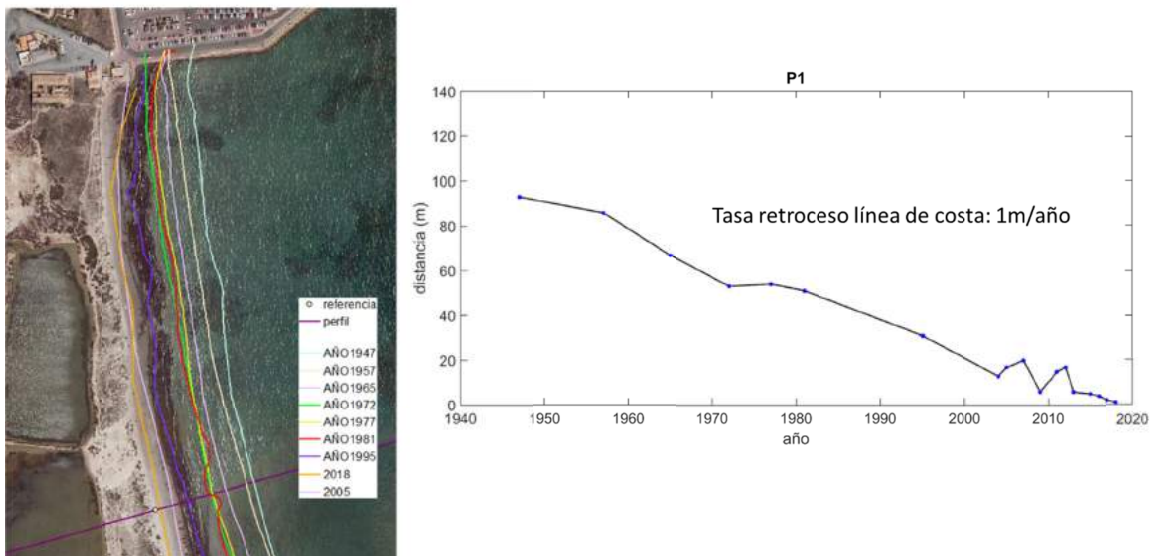 referencia
perfil
AÑO1947
AÑO1957
AÑO1965
AÑO1972
AÑO1977
AÑO1981
AÑO1995
2018
2005
P1
140
120
100
80
60
40
20
0
distancia (m)
Tasa retroceso línea de costa: 1m/año
1940 1950 1960 1970 1980 1990 2000 2010 2020
año